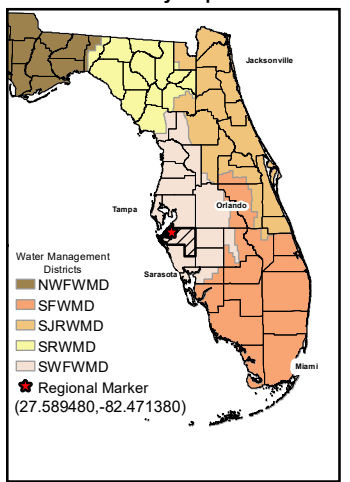 Jacksonville
Orlando
Tampa
Sarasota
Miami
Water Management
Districts
NWFWMD
SFWMD
SJRWMD
SRWMD
SWFWMD
Regional Marker
(27.589480,-82.471380)